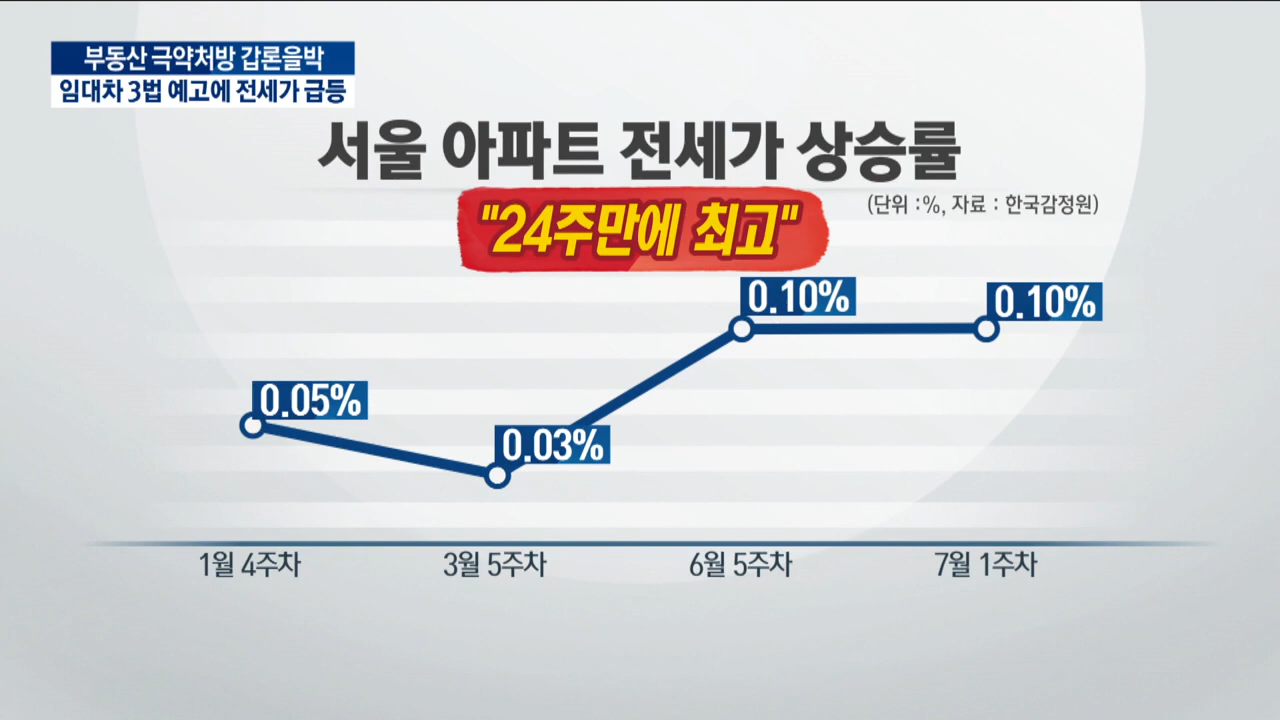 부동산 극약처방 갑론을박
임대차 3법 예고에 전세가 급등
서울 아파트 전세가 상승률
(단위 :%, 자료 : 한국감정원)
"24주만에 최고"
0.10%
0.10%
0.05%
0.03%
1월 4주차
3월 5주차
6월 5주차
7월 1주차